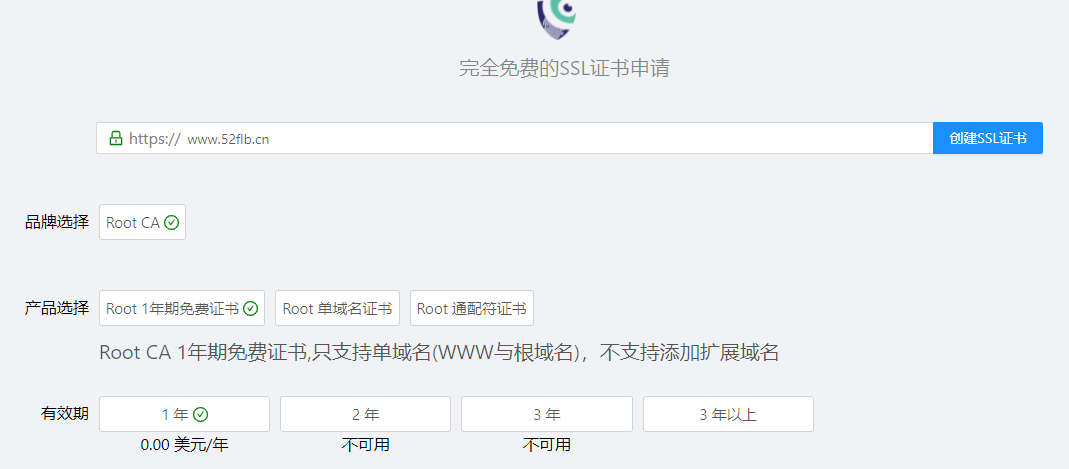 完全免费的SSL证书申请
https:// www.52flb.cn 创建SSL证书
品牌选择 Root CA
产品选择 Root 1年期免费证书 Root 单域名证书 Root 通配符证书
Root CA 1年期免费证书,只支持单域名(WWW与根域名)，不支持添加扩展域名
有效期 1 年 2 年 3 年 3 年以上
0.00 美元/年 不可用 不可用